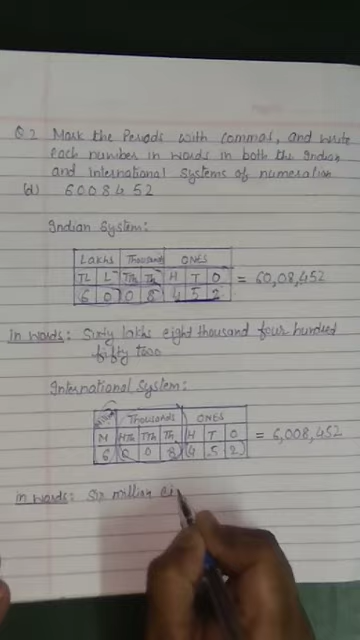 Q.2 Mark the Periods with commas, and write
each number in words in both the Indian
and International Systems of numeration
(d) 6008452
Indian System:
Lakhs Thousand ONES
TL L TTh Th H T O
6 0 0 8 4 5 2 = 60,08,452
in words: Sixty lakhs eight thousand four hundred
fifty two
International System:
Thousands ONES
M HTh TTh Th H T O
6 0 0 8 4 5 2 = 6,008,452
in words: Six million ei